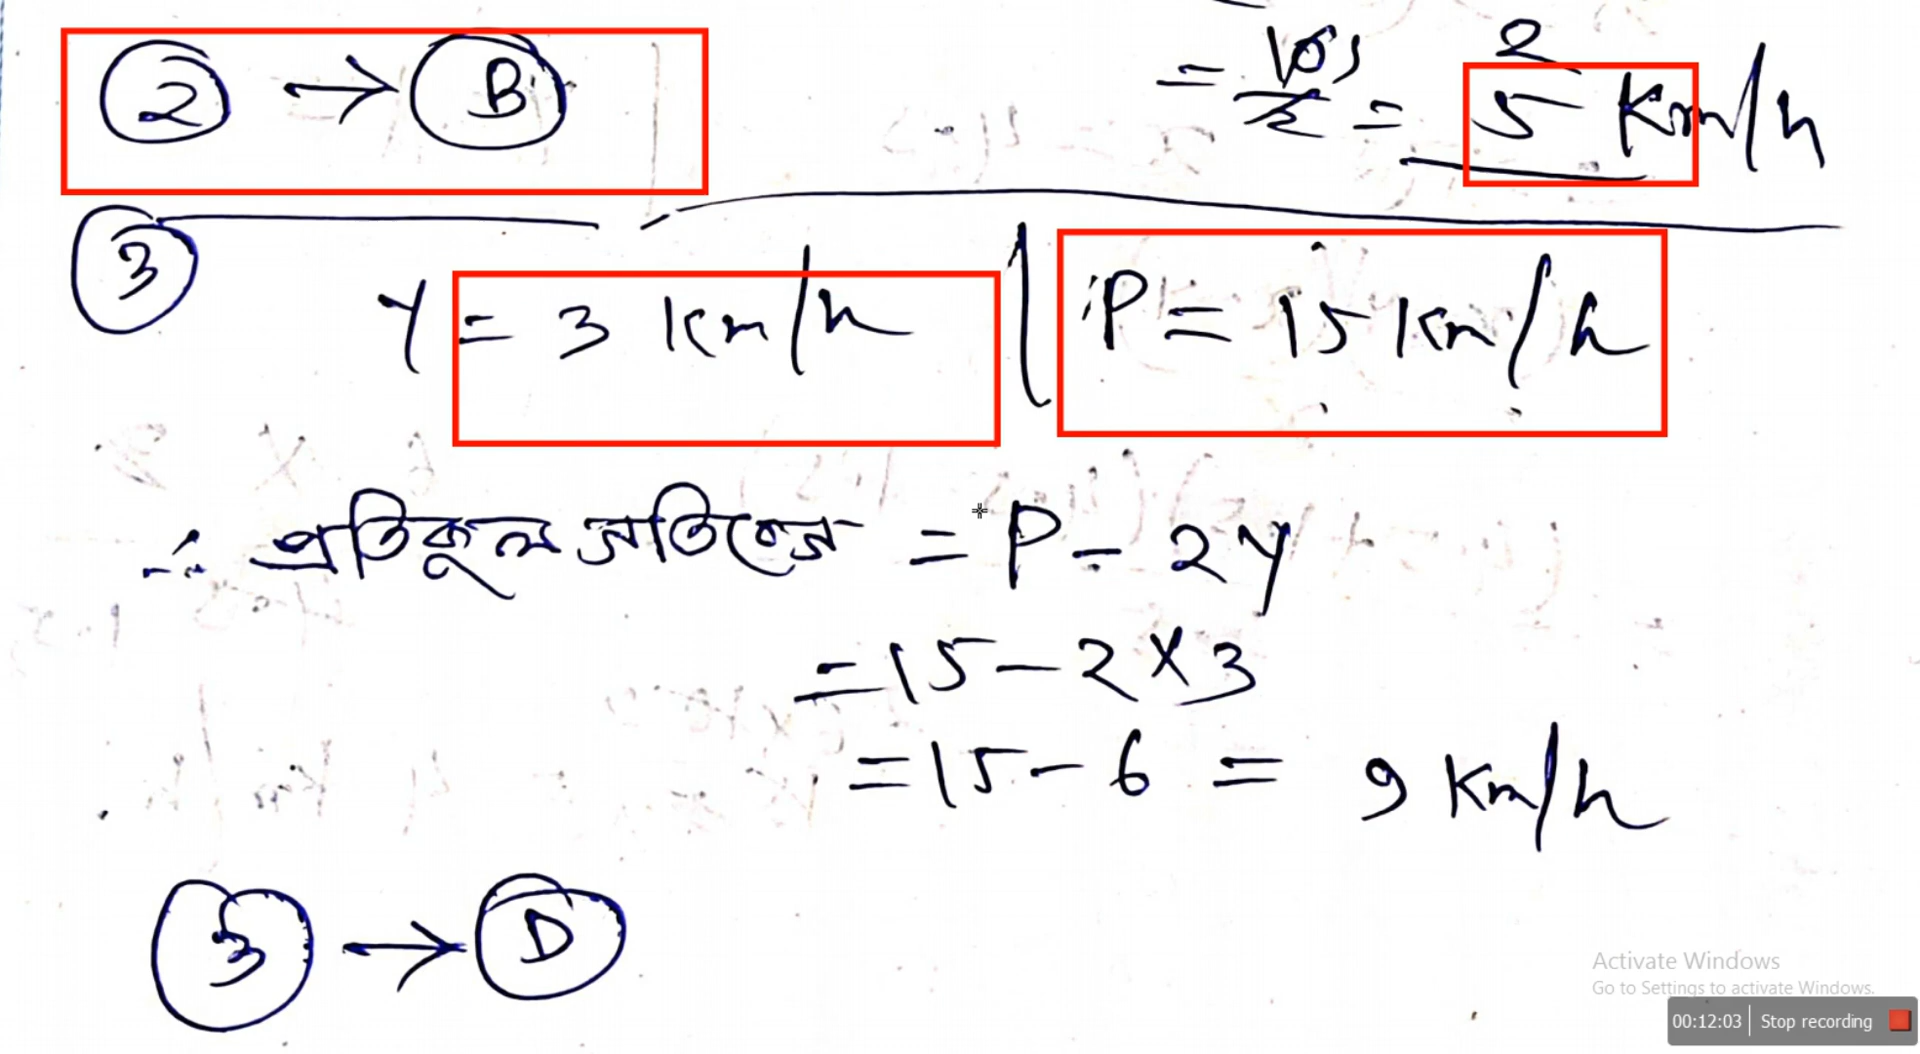 ② → Ⓑ
= 10/2 = 5 Km/h
③
Y = 3 Km/h | P = 15 Km/h
∴ প্রতিকূল গতিবেগ = P - 2Y
= 15 - 2 × 3
= 15 - 6 = 9 Km/h
③ → Ⓓ
Activate Windows
Go to Settings to activate Windows.
00:12:03 Stop recording